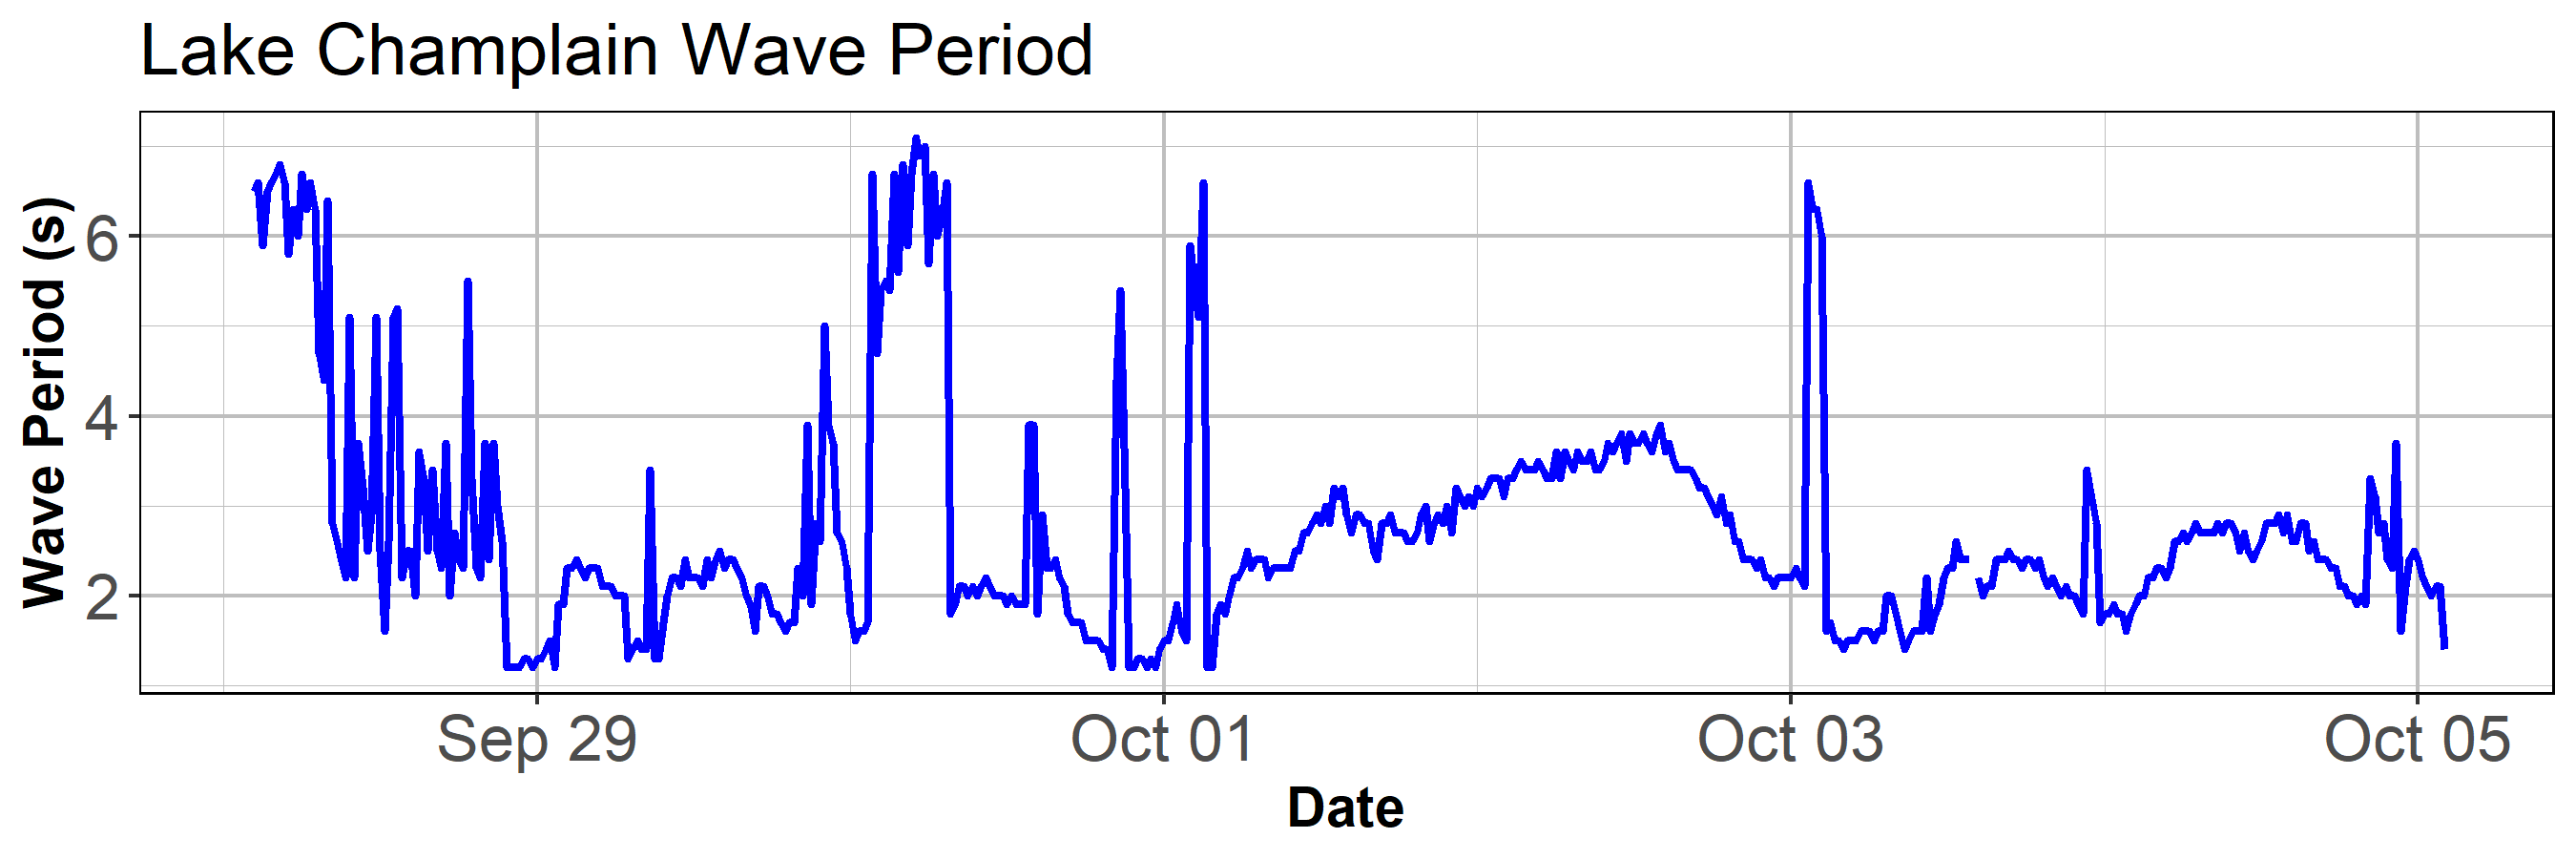 Lake Champlain Wave Period
Wave Period (s)
6
4
2
Sep 29
Oct 01
Oct 03
Oct 05
Date